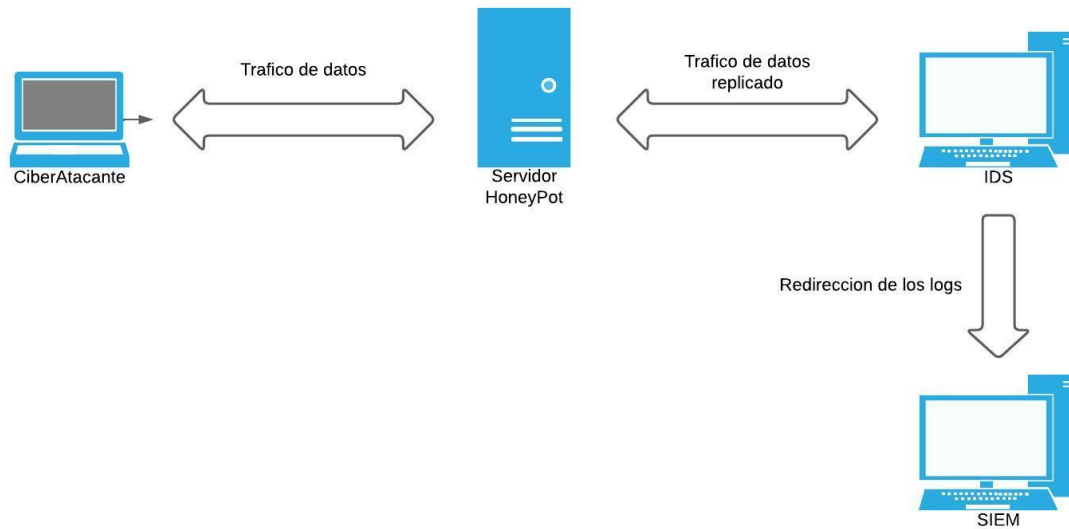 Trafico de datos
CiberAtacante
Servidor
HoneyPot
Trafico de datos
replicado
IDS
Redireccion de los logs
SIEM